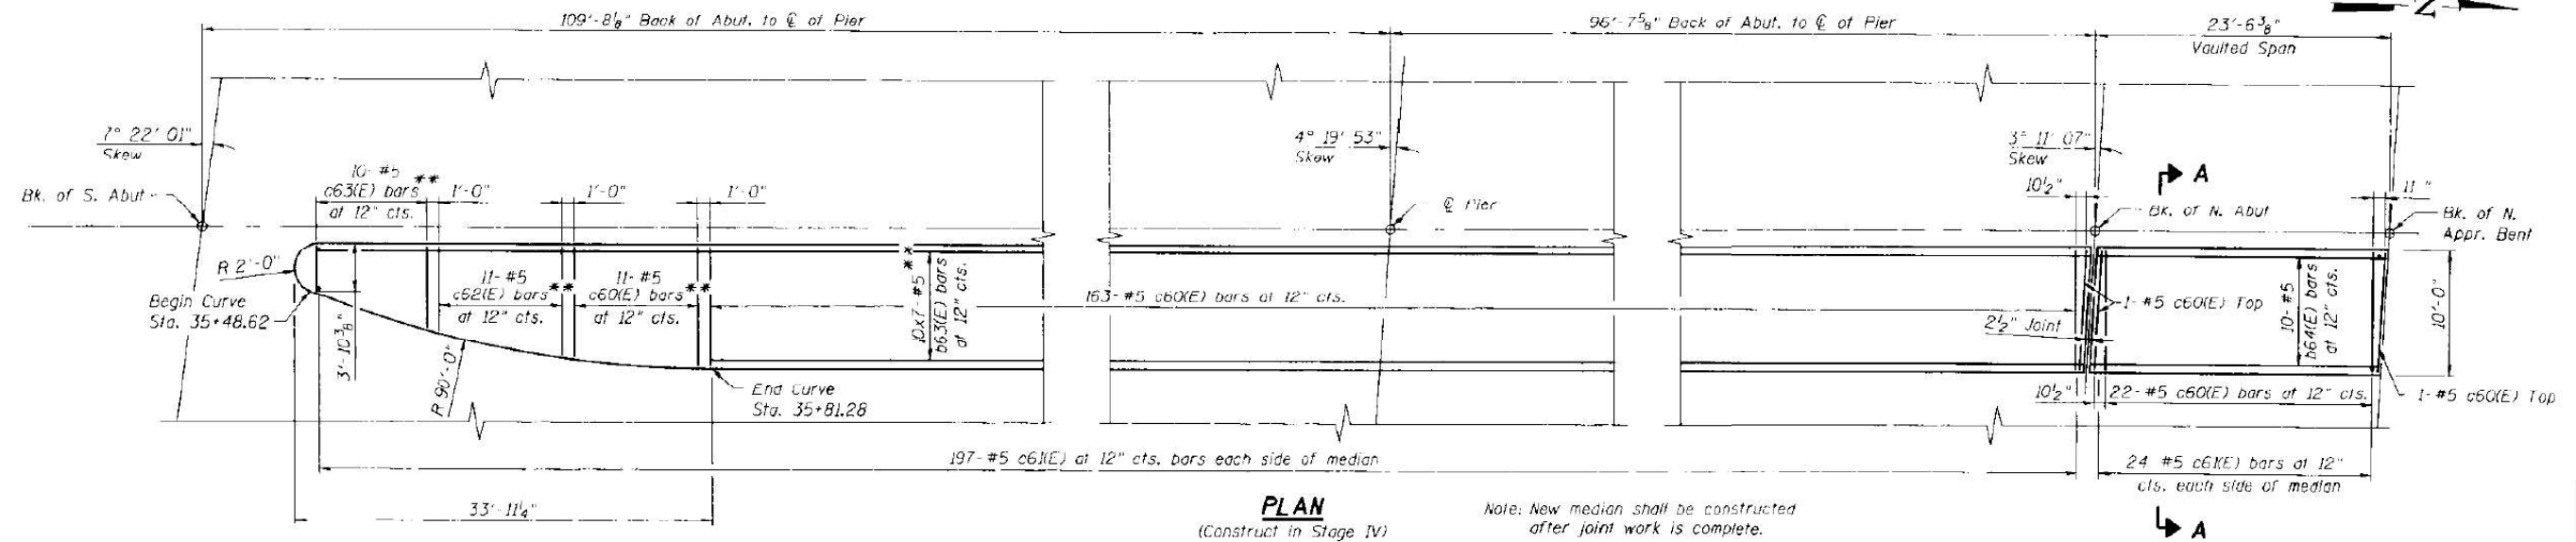 109'-8⅛" Back of Abut. to ℄ of Pier
96'-7⅝" Back of Abut. to ℄ of Pier
23'-6⅜"
Vaulted Span
Z
7° 22' 01"
Skew
4° 19' 53"
Skew
3° 11' 07"
Skew
10- #5 **
c63(E) bars
at 12" cts.
1'-0"
1'-0"
1'-0"
Bk. of S. Abut.
℄ Pier
10½"
A
Bk. of N. Abut
11"
Bk. of N.
Appr. Bent
R 2'-0"
Begin Curve
Sta. 35+48.62
3'-10⅜"
11- #5
c62(E) bars **
at 12" cts.
11- #5
c60(E) bars **
at 12" cts.
R 90'-0"
10x7-#5 **
b63(E) bars
at 12" cts.
163-#5 c60(E) bars at 12" cts.
2½" Joint
1-#5 c60(E) Top
10-#5
b64(E) bars
at 12" cts.
10'-0"
End Curve
Sta. 35+81.28
10½"
22-#5 c60(E) bars at 12" cts.
1-#5 c60(E) Top
197-#5 c61(E) at 12" cts. bars each side of median
24 #5 c61(E) bars at 12"
cts. each side of median
33'-11¼"
PLAN
(Construct in Stage IV)
Note: New median shall be constructed
after joint work is complete.
A